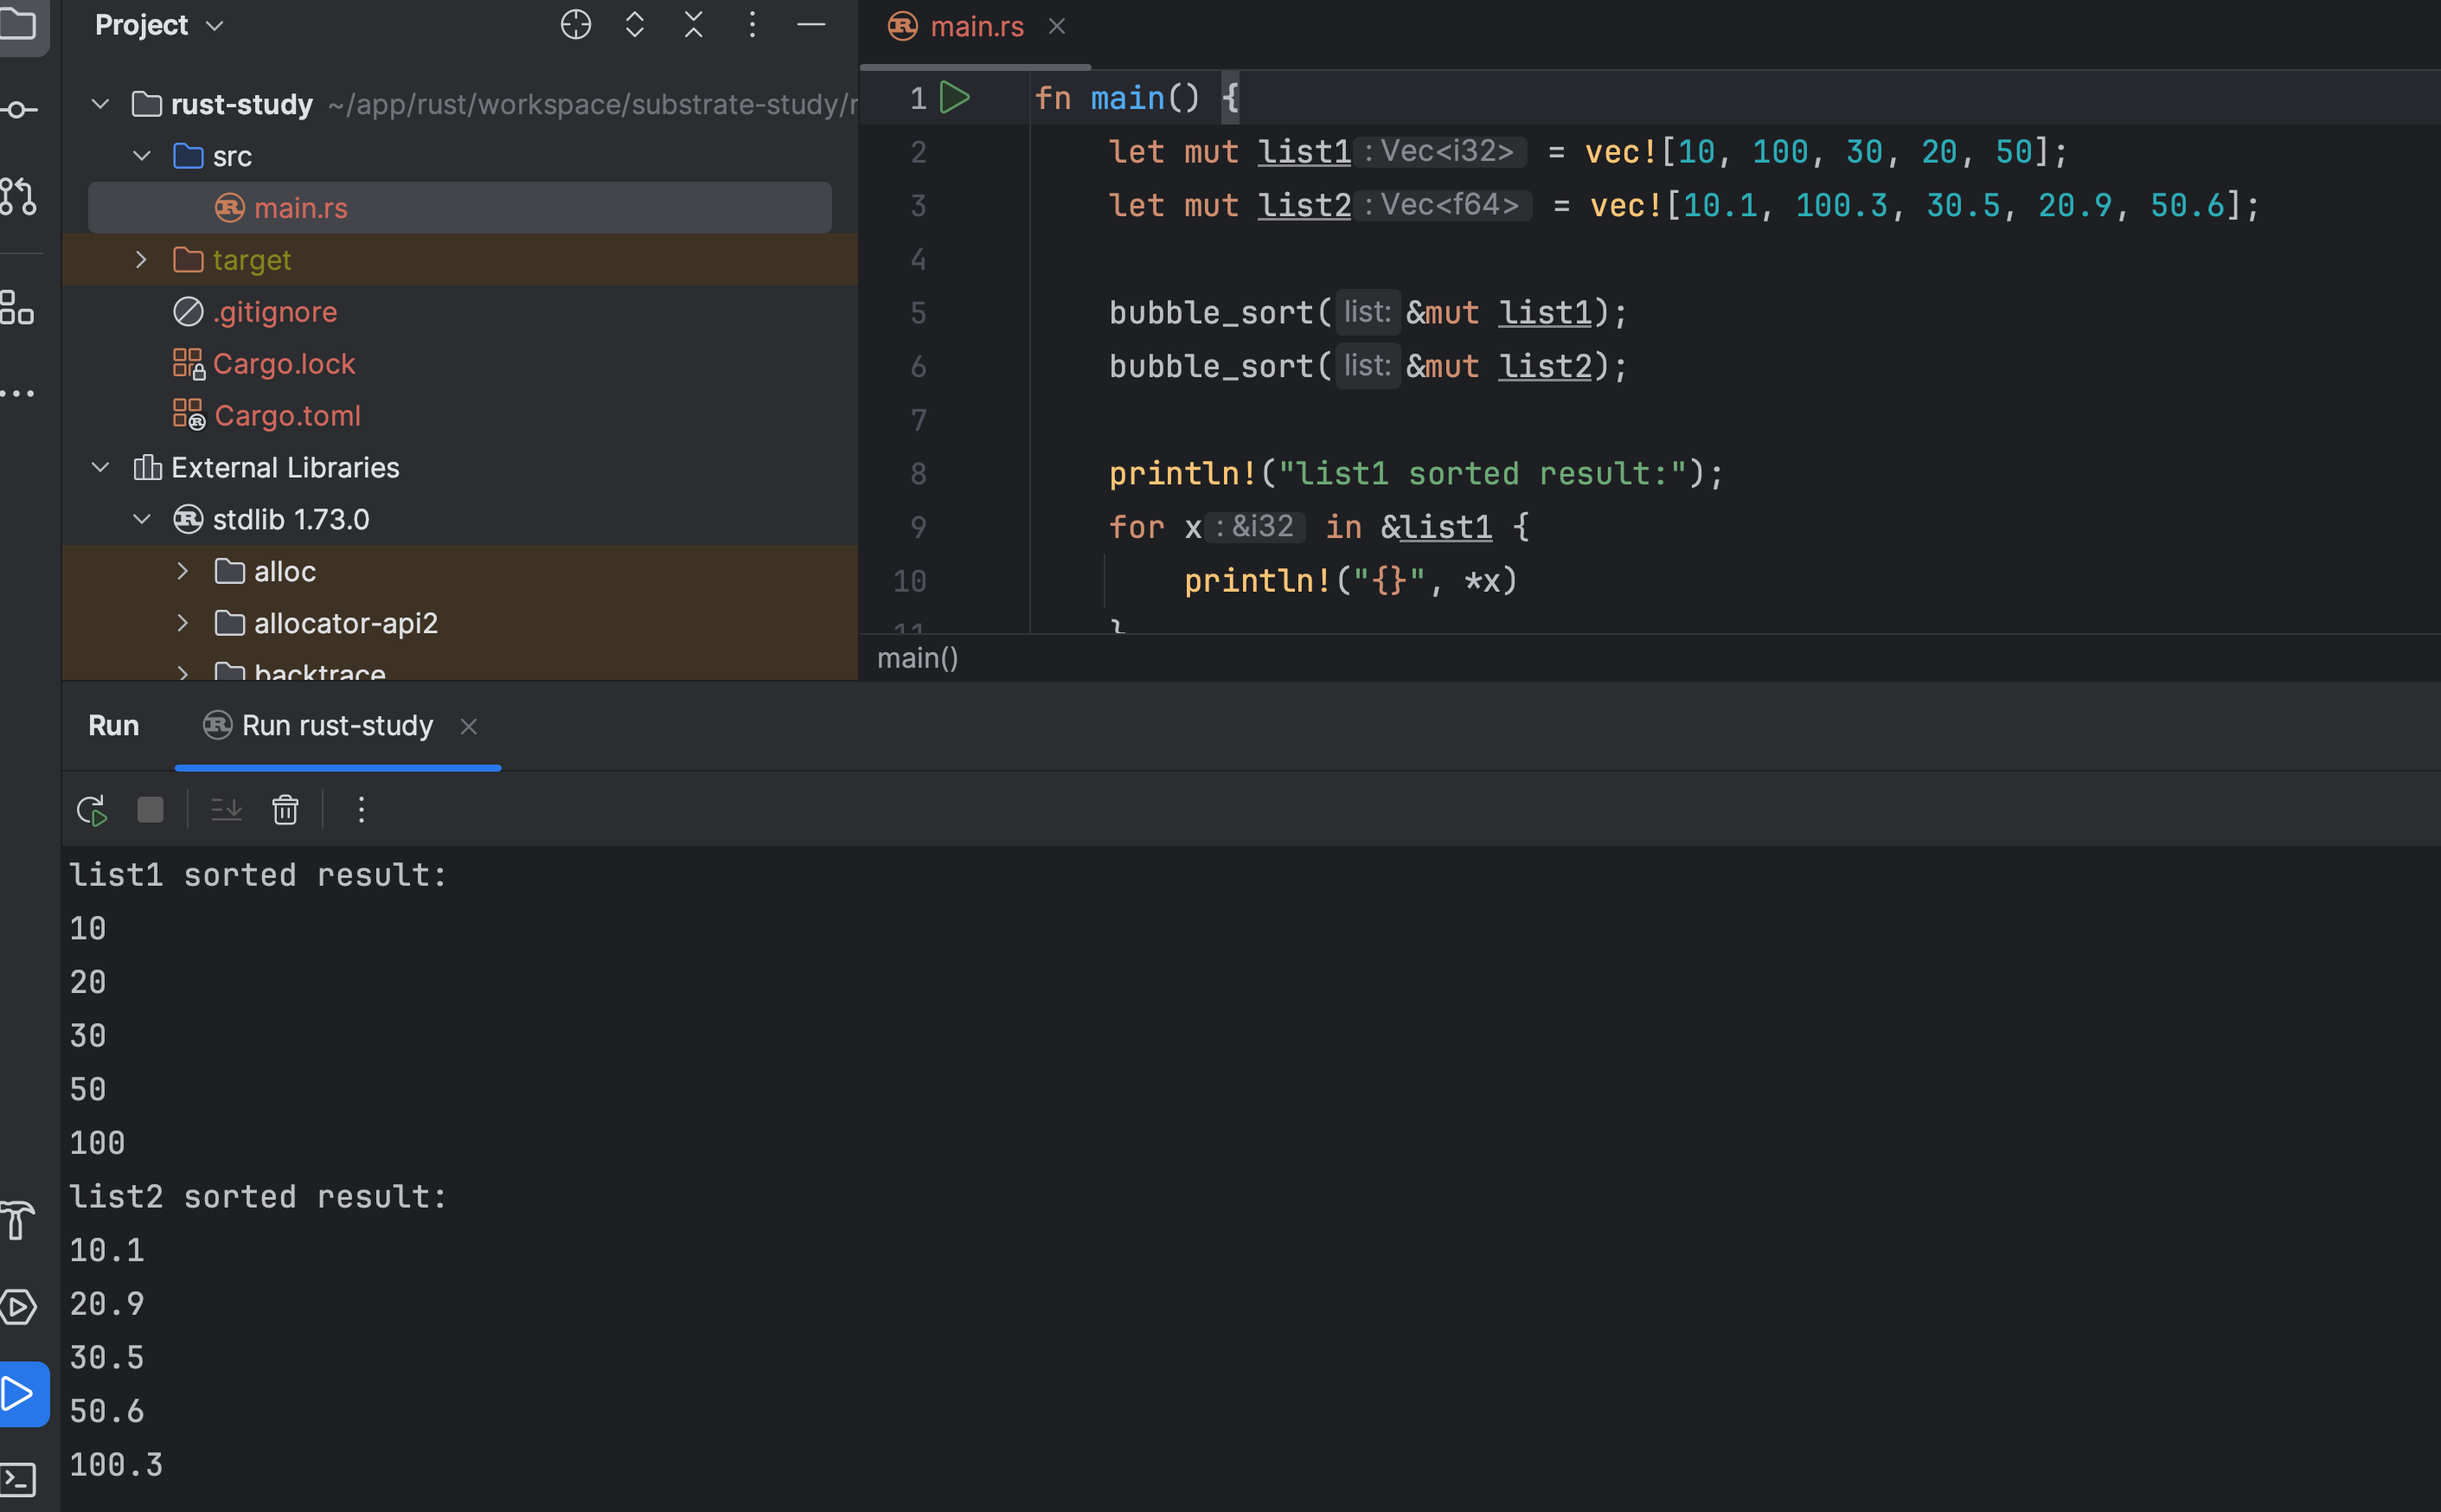 Project
rust-study ~/app/rust/workspace/substrate-study/r
src
main.rs
target
.gitignore
Cargo.lock
Cargo.toml
External Libraries
stdlib 1.73.0
alloc
allocator-api2
backtrace
main.rs
1 fn main() {
2 let mut list1 : Vec<i32> = vec![10, 100, 30, 20, 50];
3 let mut list2 : Vec<f64> = vec![10.1, 100.3, 30.5, 20.9, 50.6];
4
5 bubble_sort( list: &mut list1);
6 bubble_sort( list: &mut list2);
7
8 println!("list1 sorted result:");
9 for x : &i32 in &list1 {
10 println!("{}", *x)
11 }
main()
Run Run rust-study
list1 sorted result:
10
20
30
50
100
list2 sorted result:
10.1
20.9
30.5
50.6
100.3